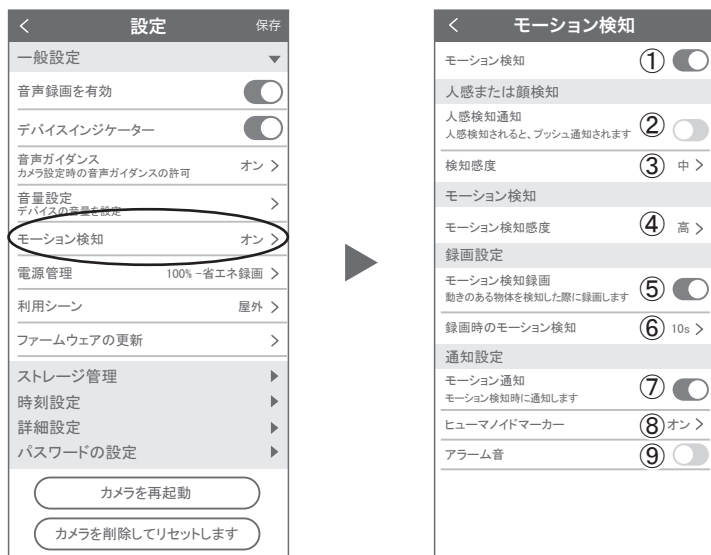 設定
保存
一般設定
音声録画を有効
デバイスインジケーター
音声ガイダンス
カメラ設定時の音声ガイダンスの許可
オン
音量設定
デバイスの音量を設定
モーション検知 オン
電源管理 100%-省エネ録画
利用シーン 屋外
ファームウェアの更新
ストレージ管理
時刻設定
詳細設定
パスワードの設定
カメラを再起動
カメラを削除してリセットします
モーション検知
モーション検知 ①
人感または顔検知
人感検知通知
人感検知されると、プッシュ通知されます
②
検知感度 ③ 中
モーション検知
モーション検知感度 ④ 高
録画設定
モーション検知録画
動きのある物体を検知した際に録画します
⑤
録画時のモーション検知 ⑥ 10s
通知設定
モーション通知
モーション検知時に通知します
⑦
ヒューマノイドマーカー ⑧ オン
アラーム音 ⑨